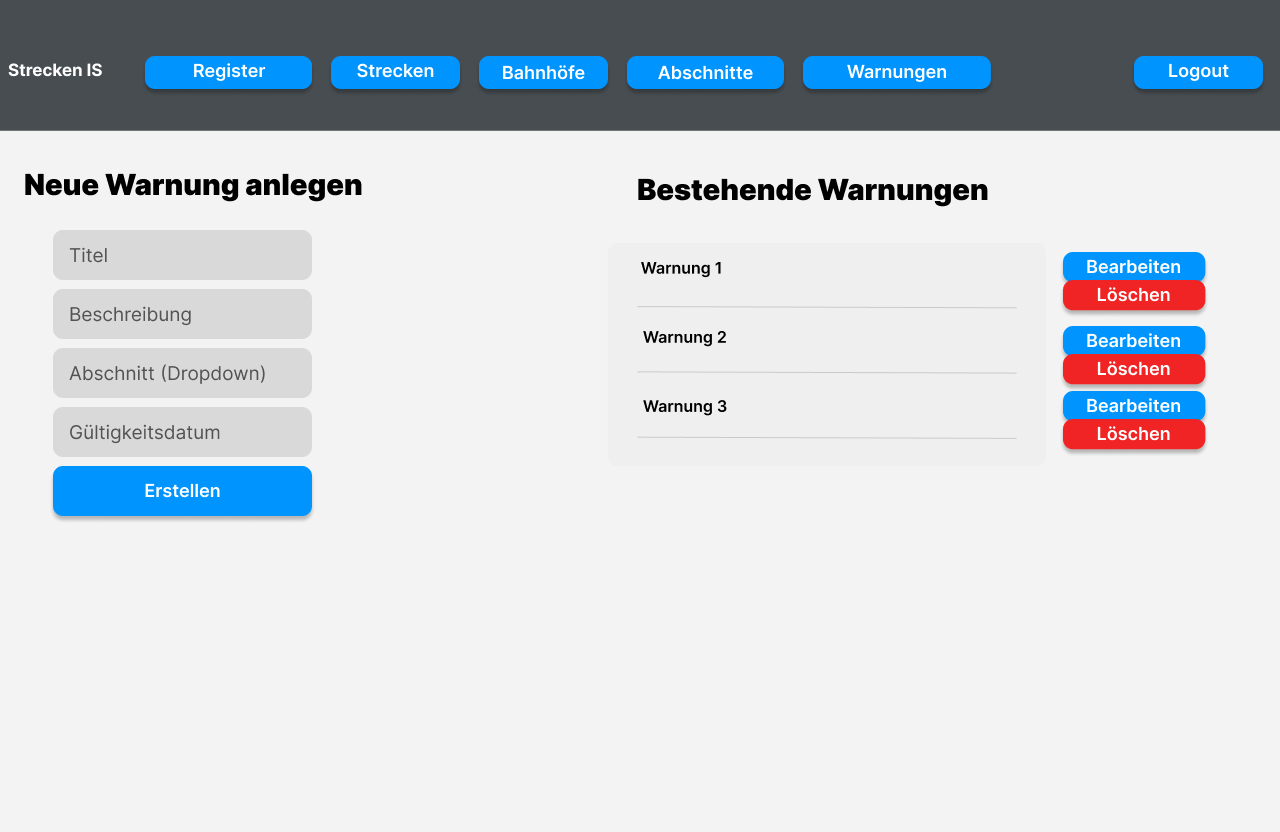 Strecken IS
Register
Strecken
Bahnhöfe
Abschnitte
Warnungen
Logout
Neue Warnung anlegen
Titel
Beschreibung
Abschnitt (Dropdown)
Gültigkeitsdatum
Erstellen
Bestehende Warnungen
Warnung 1
Bearbeiten
Löschen
Warnung 2
Bearbeiten
Löschen
Warnung 3
Bearbeiten
Löschen